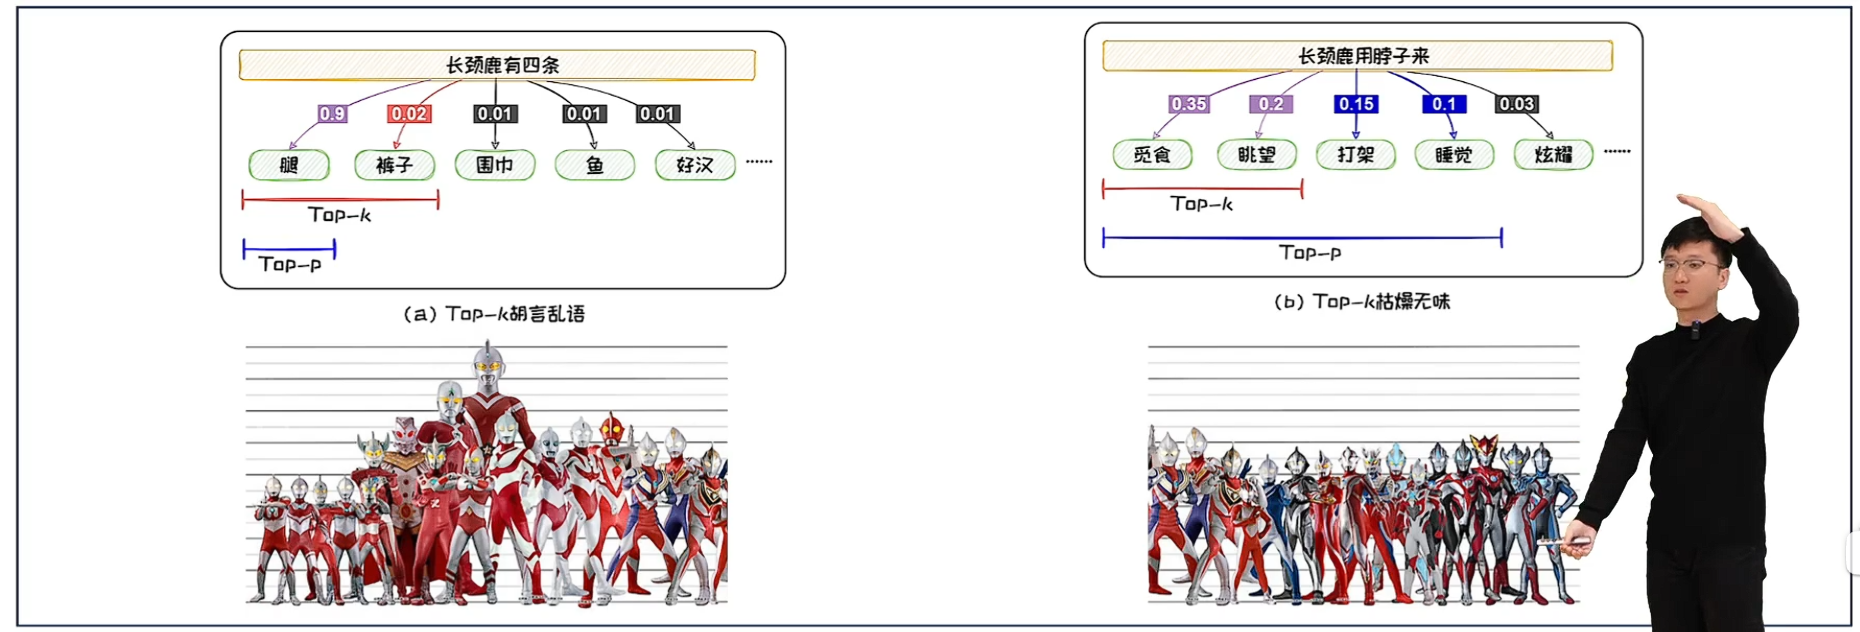 长颈鹿有四条
0.9 0.02 0.01 0.01 0.01
腿 裤子 围巾 鱼 好汉 ......
Top-k
Top-p
(a) Top-k胡言乱语
长颈鹿用脖子来
0.35 0.2 0.15 0.1 0.03
觅食 眺望 打架 睡觉 炫耀 ......
Top-k
Top-p
(b) Top-k枯燥无味